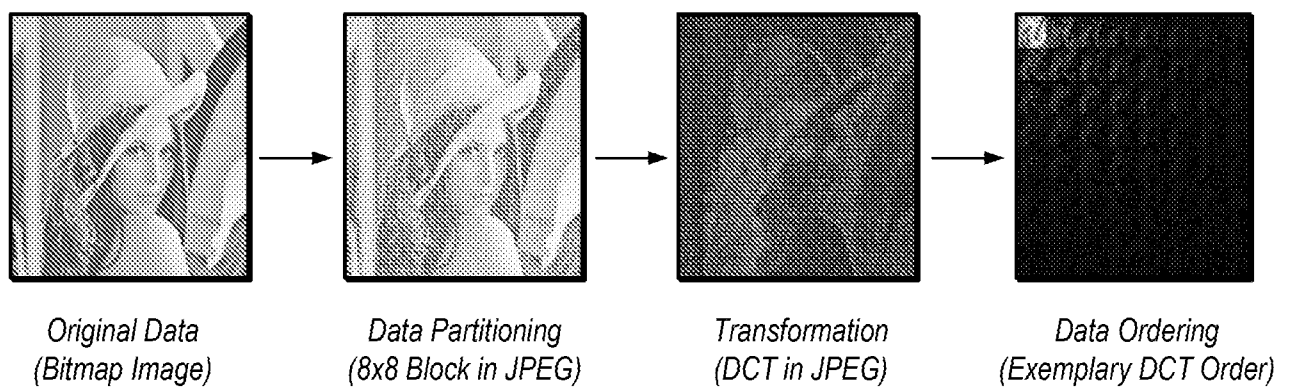 Original Data
(Bitmap Image)
Data Partitioning
(8x8 Block in JPEG)
Transformation
(DCT in JPEG)
Data Ordering
(Exemplary DCT Order)